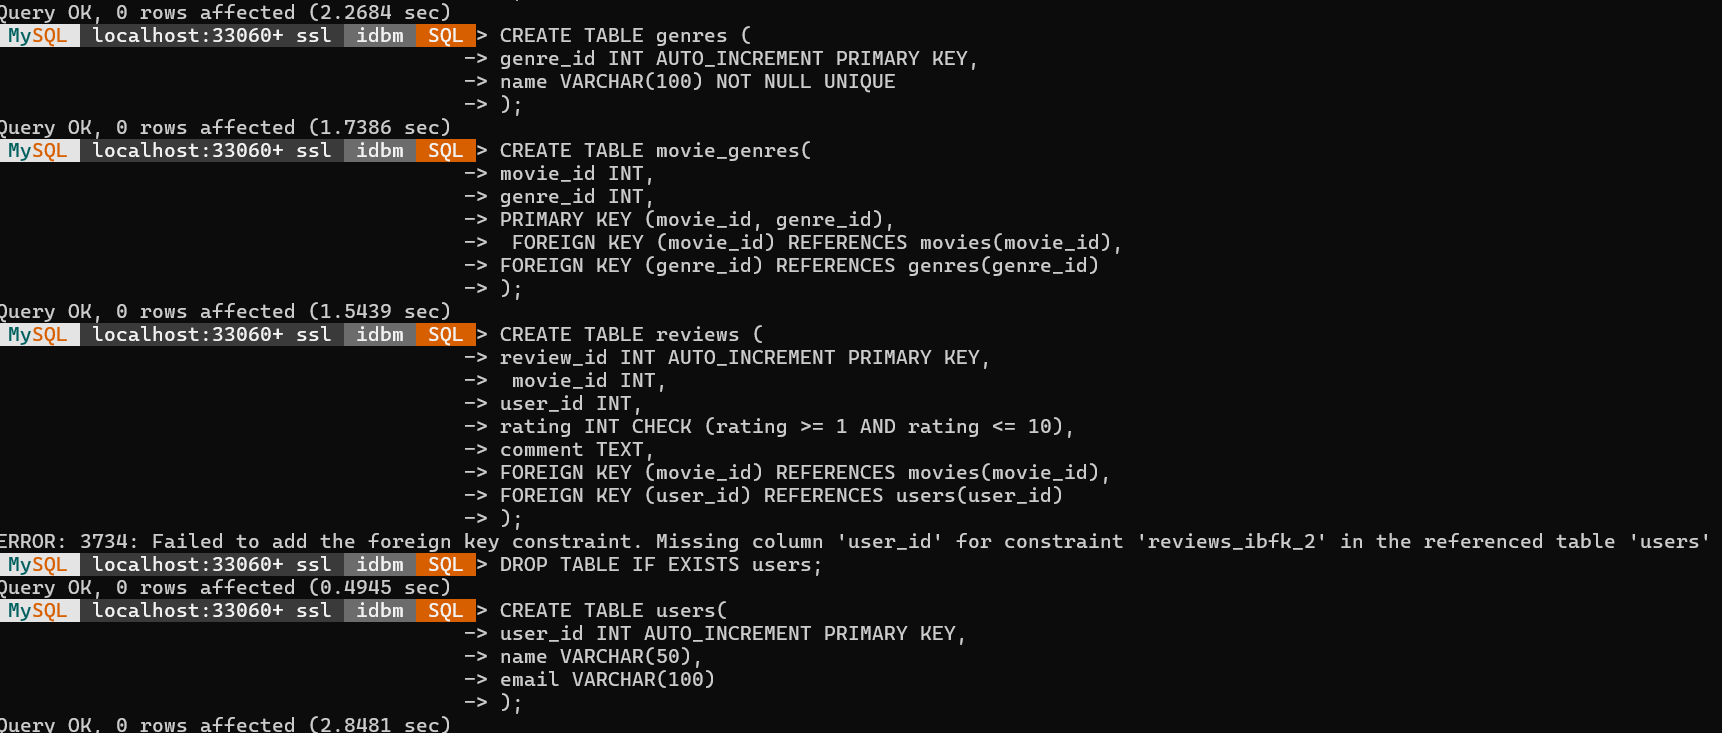 Query OK, 0 rows affected (2.2684 sec)
MySQL localhost:33060+ ssl idbm SQL > CREATE TABLE genres (
-> genre_id INT AUTO_INCREMENT PRIMARY KEY,
-> name VARCHAR(100) NOT NULL UNIQUE
-> );
Query OK, 0 rows affected (1.7386 sec)
MySQL localhost:33060+ ssl idbm SQL > CREATE TABLE movie_genres(
-> movie_id INT,
-> genre_id INT,
-> PRIMARY KEY (movie_id, genre_id),
->  FOREIGN KEY (movie_id) REFERENCES movies(movie_id),
-> FOREIGN KEY (genre_id) REFERENCES genres(genre_id)
-> );
Query OK, 0 rows affected (1.5439 sec)
MySQL localhost:33060+ ssl idbm SQL > CREATE TABLE reviews (
-> review_id INT AUTO_INCREMENT PRIMARY KEY,
->  movie_id INT,
-> user_id INT,
-> rating INT CHECK (rating >= 1 AND rating <= 10),
-> comment TEXT,
-> FOREIGN KEY (movie_id) REFERENCES movies(movie_id),
-> FOREIGN KEY (user_id) REFERENCES users(user_id)
-> );
ERROR: 3734: Failed to add the foreign key constraint. Missing column 'user_id' for constraint 'reviews_ibfk_2' in the referenced table 'users'
MySQL localhost:33060+ ssl idbm SQL > DROP TABLE IF EXISTS users;
Query OK, 0 rows affected (0.4945 sec)
MySQL localhost:33060+ ssl idbm SQL > CREATE TABLE users(
-> user_id INT AUTO_INCREMENT PRIMARY KEY,
-> name VARCHAR(50),
-> email VARCHAR(100)
-> );
Query OK, 0 rows affected (2.8481 sec)